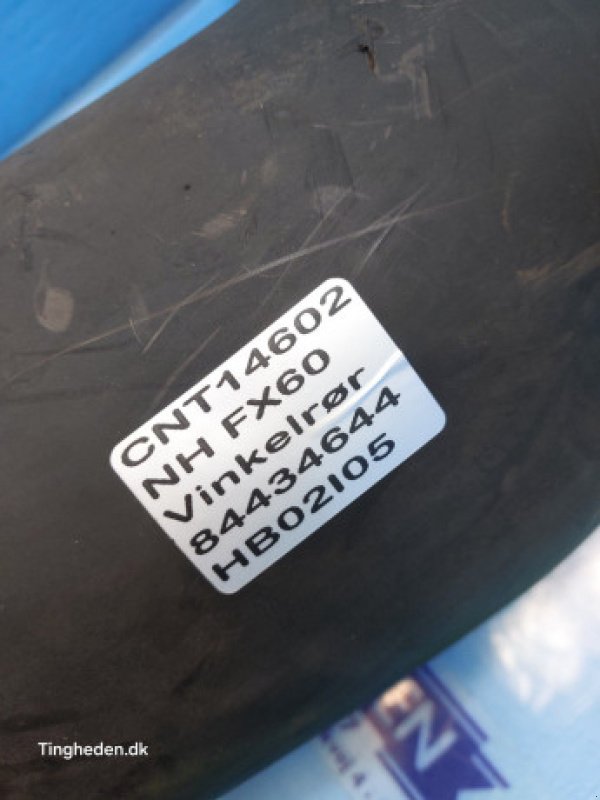 CNT14602
NH FX60
Vinkelrør
84434644
HB02I05
Tingheden.dk